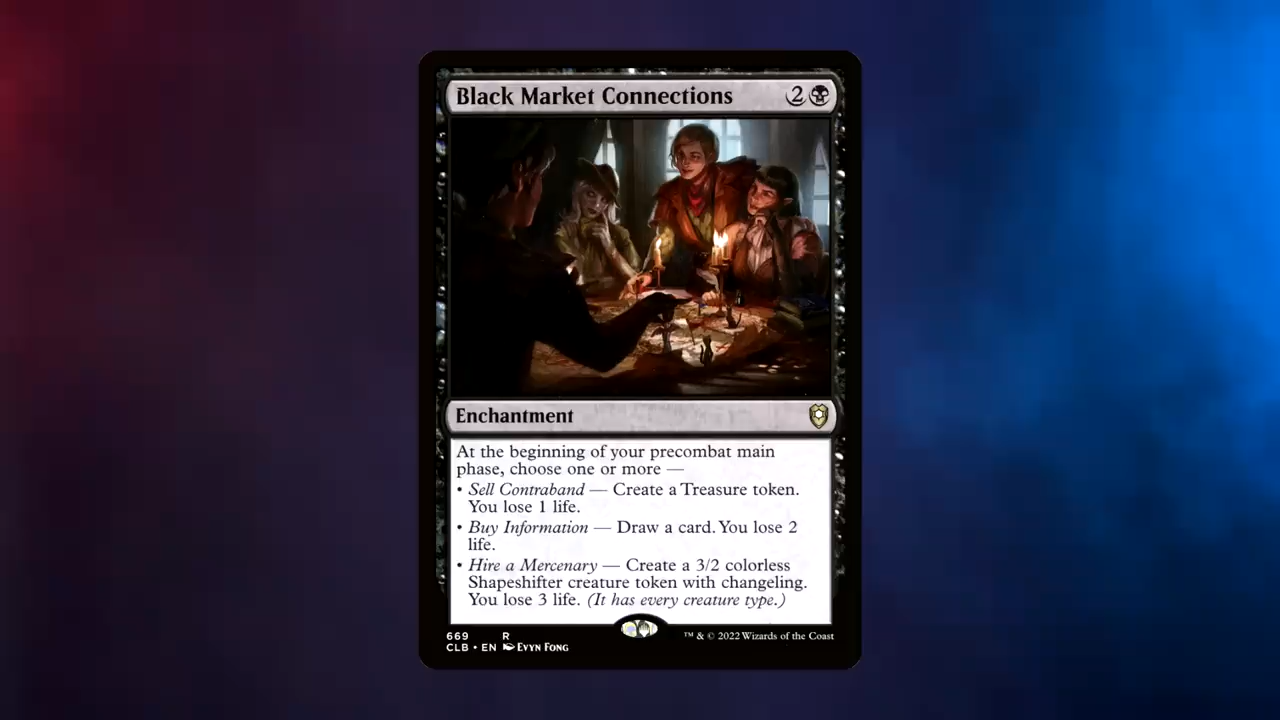 Black Market Connections 2
Enchantment
At the beginning of your precombat main
phase, choose one or more —
• Sell Contraband — Create a Treasure token.
You lose 1 life.
• Buy Information — Draw a card. You lose 2
life.
• Hire a Mercenary — Create a 3/2 colorless
Shapeshifter creature token with changeling.
You lose 3 life. (It has every creature type.)
669 R
CLB • EN Evyn Fong
™ & © 2022 Wizards of the Coast